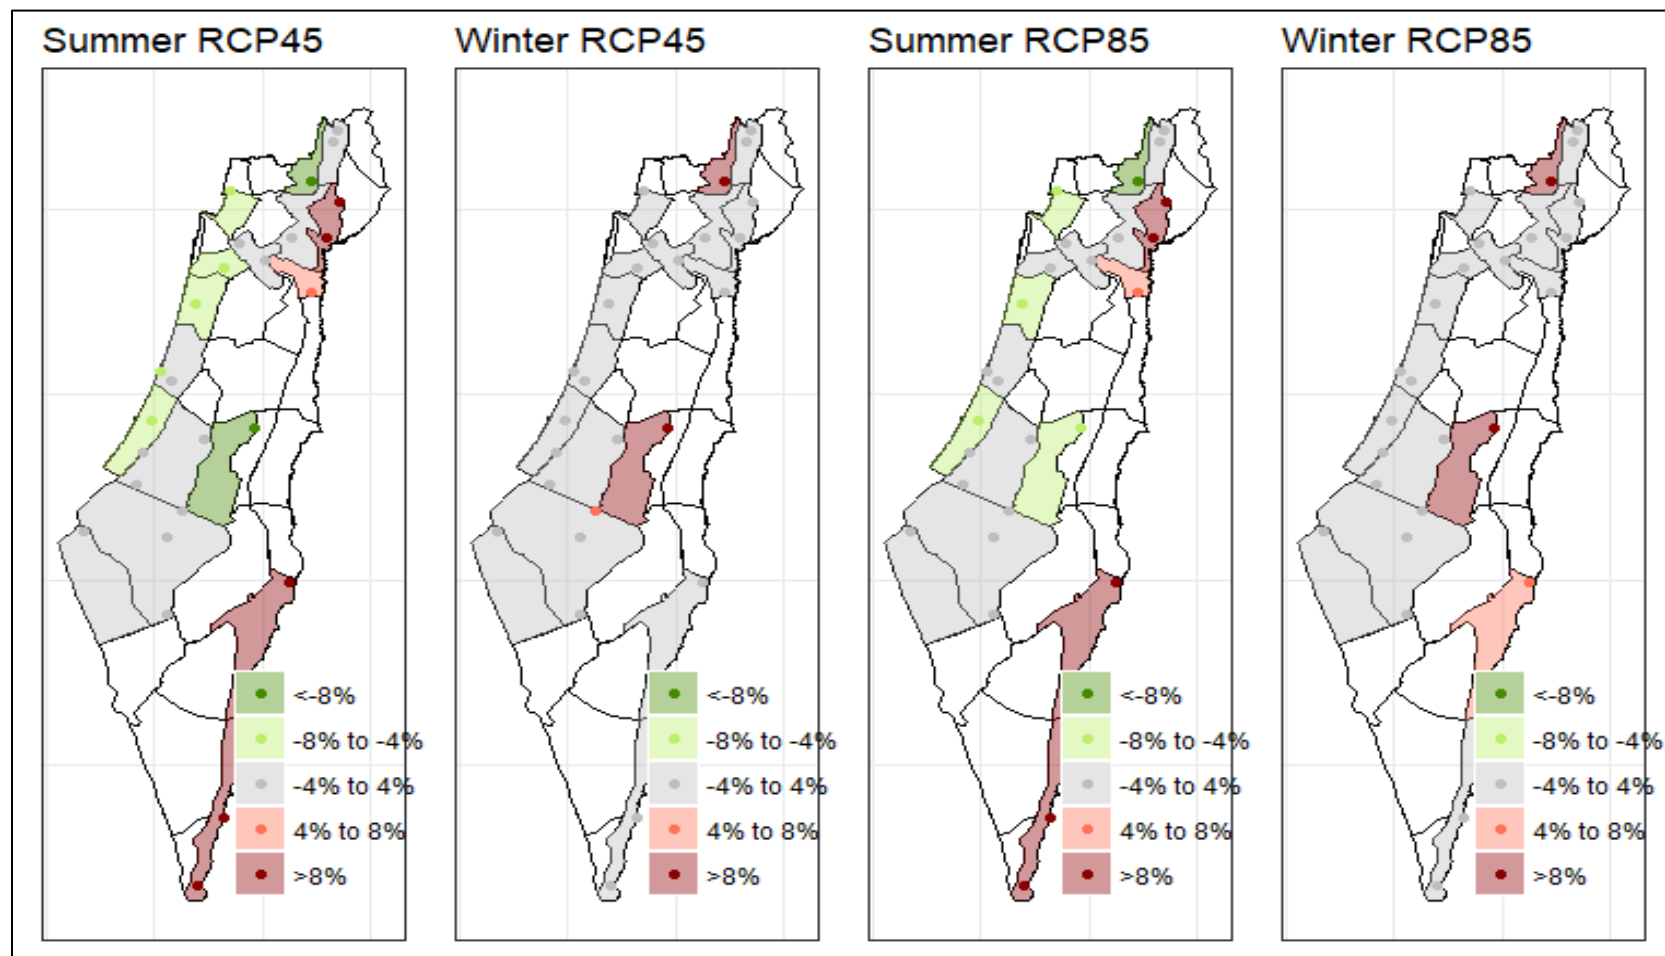 Summer RCP45
Winter RCP45
Summer RCP85
Winter RCP85
<-8%
-8% to -4%
-4% to 4%
4% to 8%
>8%
<-8%
-8% to -4%
-4% to 4%
4% to 8%
>8%
<-8%
-8% to -4%
-4% to 4%
4% to 8%
>8%
<-8%
-8% to -4%
-4% to 4%
4% to 8%
>8%